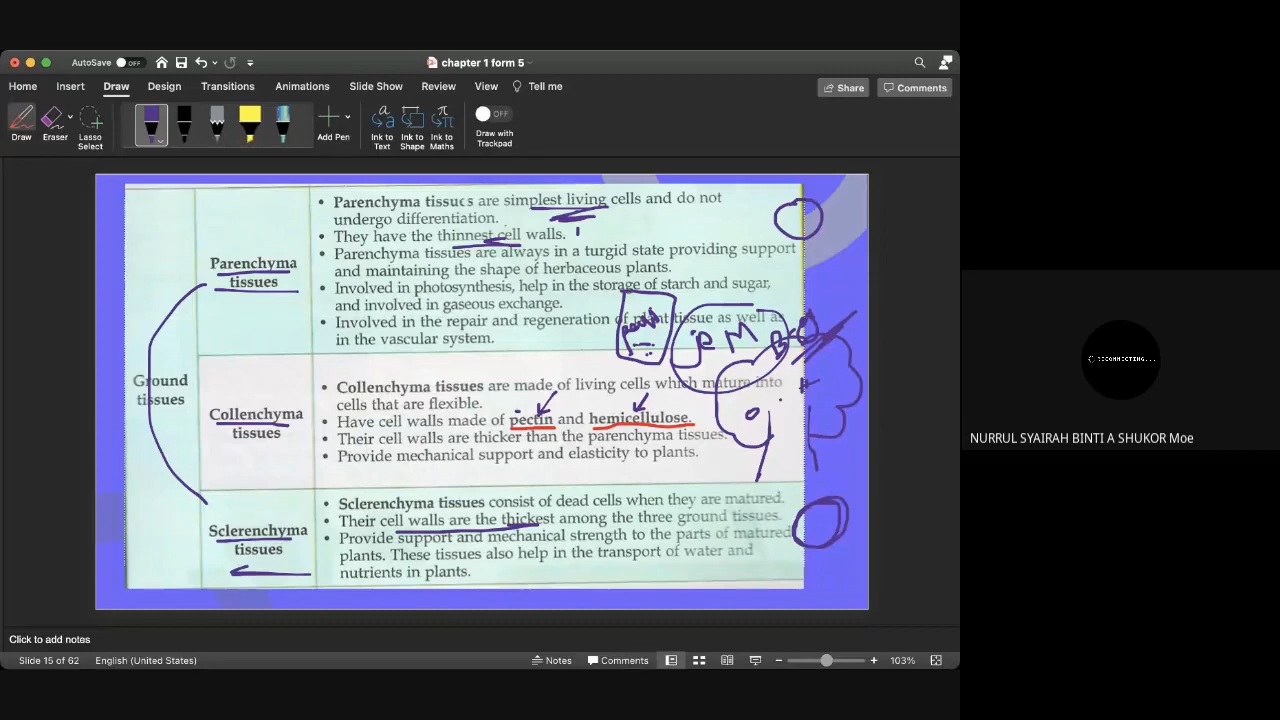 AutoSave OFF
chapter 1 form 5
Home Insert Draw Design Transitions Animations Slide Show Review View Tell me
Share Comments
Draw
Eraser
Lasso Select
Add Pen
Ink to Text
Ink to Shape
Ink to Maths
OFF
Draw with Trackpad
Ground tissues
Parenchyma tissues
• Parenchyma tissues are simplest living cells and do not
undergo differentiation.
• They have the thinnest cell walls.
• Parenchyma tissues are always in a turgid state providing support
and maintaining the shape of herbaceous plants.
• Involved in photosynthesis, help in the storage of starch and sugar,
and involved in gaseous exchange.
• Involved in the repair and regeneration of plant tissue as well as
in the vascular system.
Collenchyma tissues
• Collenchyma tissues are made of living cells which mature into
cells that are flexible.
• Have cell walls made of pectin and hemicellulose.
• Their cell walls are thicker than the parenchyma tissues.
• Provide mechanical support and elasticity to plants.
Sclerenchyma tissues
• Sclerenchyma tissues consist of dead cells when they are matured.
• Their cell walls are the thickest among the three ground tissues.
• Provide support and mechanical strength to the parts of matured
plants. These tissues also help in the transport of water and
nutrients in plants.
Click to add notes
Slide 15 of 62 English (United States) Notes Comments 103%
RECONNECTING...
NURRUL SYAIRAH BINTI A SHUKOR Moe